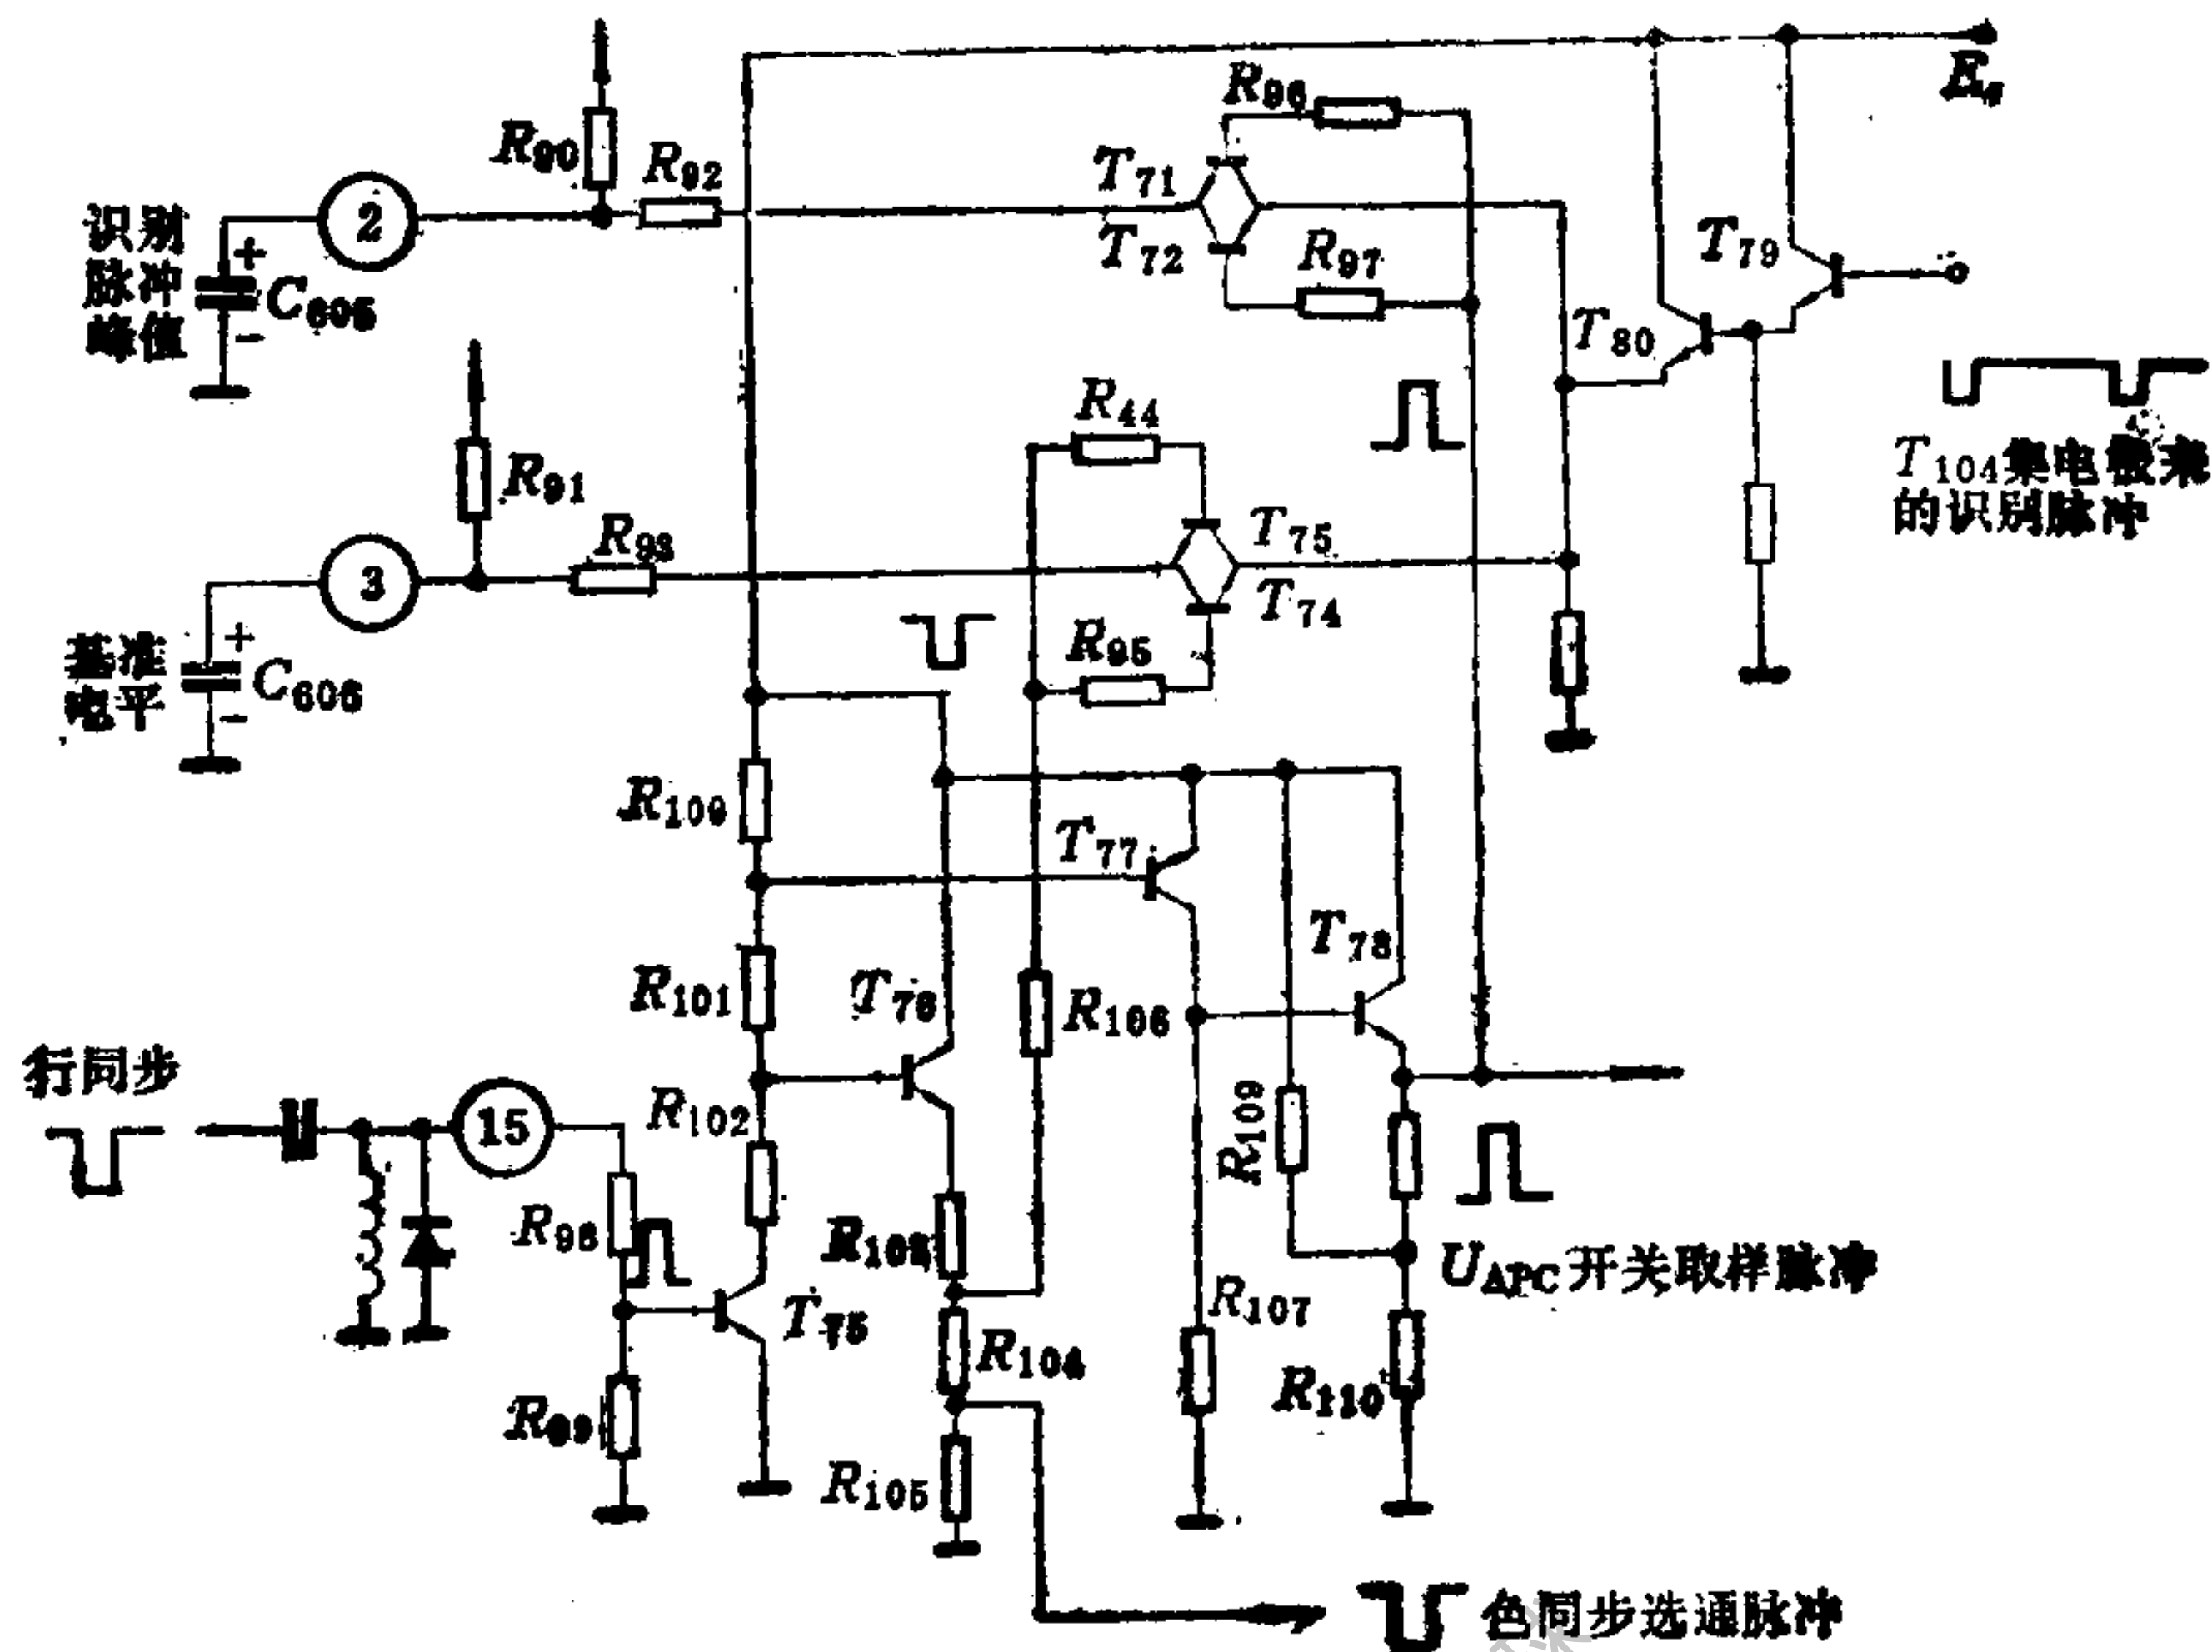 R96
R90
R92
T71
T72
R97
T79
2
识别
脉冲
峰值
+
C605
−
T80
R44
R91
R93
T104集电极来
的识别脉冲
T75
T74
3
基准
电平
+
C606
−
R95
R100
T77
T78
R101
T76
R106
行同步
R102
R109
15
R98
R103
UAPC开关取样脉冲
T75
R104
R107
R99
R110
R105
色同步选通脉冲